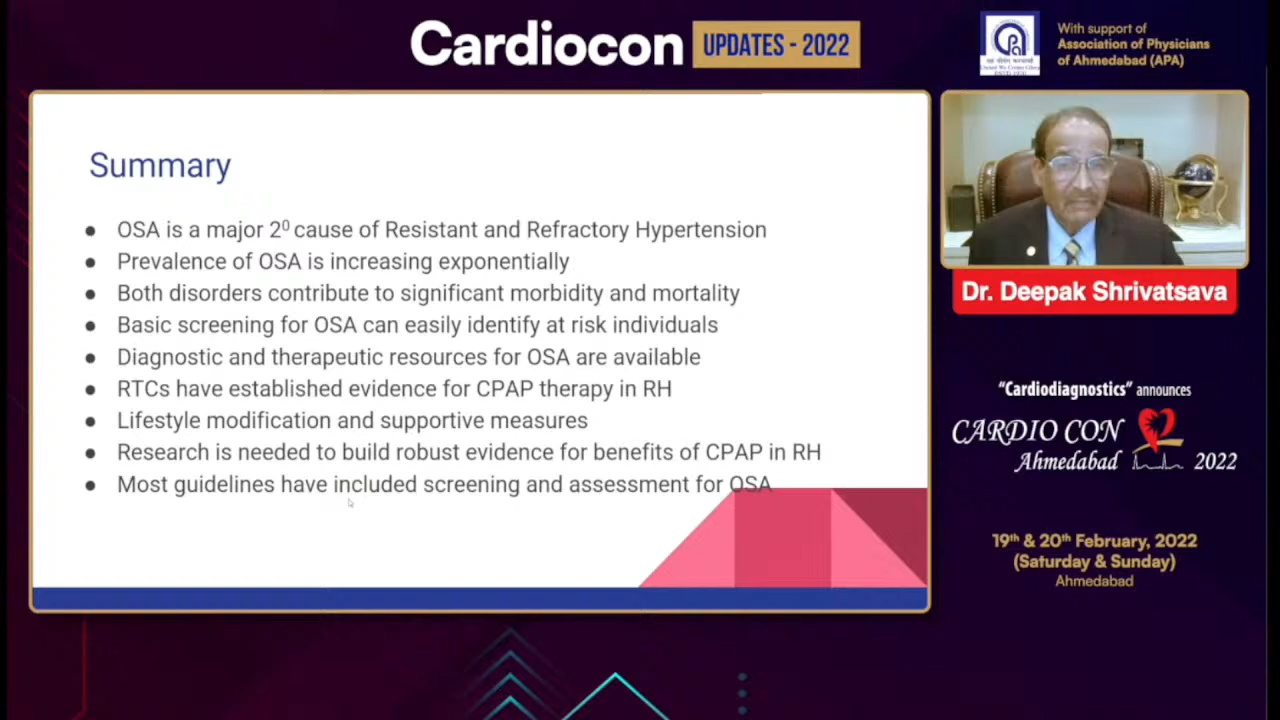 Cardiocon UPDATES - 2022
With support of
Association of Physicians
of Ahmedabad (APA)
Summary
● OSA is a major 2⁰ cause of Resistant and Refractory Hypertension
● Prevalence of OSA is increasing exponentially
● Both disorders contribute to significant morbidity and mortality
● Basic screening for OSA can easily identify at risk individuals
● Diagnostic and therapeutic resources for OSA are available
● RTCs have established evidence for CPAP therapy in RH
● Lifestyle modification and supportive measures
● Research is needed to build robust evidence for benefits of CPAP in RH
● Most guidelines have included screening and assessment for OSA
Dr. Deepak Shrivatsava
“Cardiodiagnostics” announces
CARDIO CON
Ahmedabad 2022
19th & 20th February, 2022
(Saturday & Sunday)
Ahmedabad